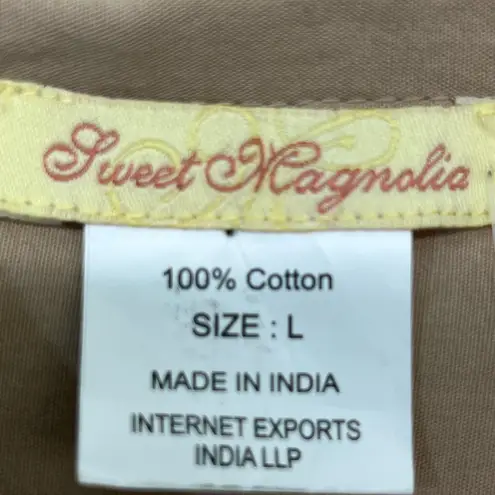 Sweet Magnolia
100% Cotton
SIZE : L
MADE IN INDIA
INTERNET EXPORTS
INDIA LLP